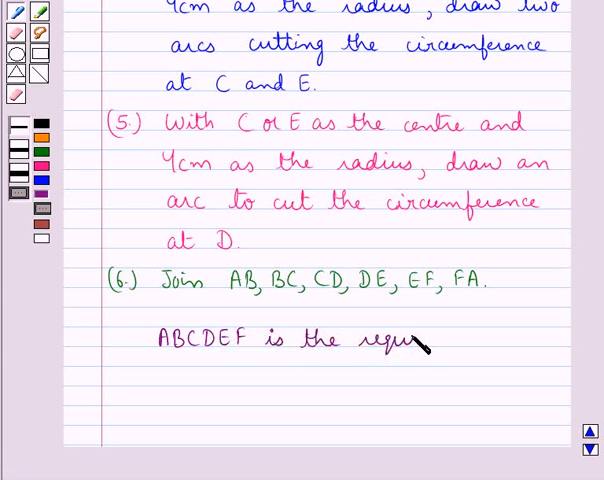 4cm as the radius, draw two
arcs cutting the circumference
at C and E.
(5.) With C or E as the centre and
4cm as the radius, draw an
arc to cut the circumference
at D.
(6.) Join AB, BC, CD, DE, EF, FA.
ABCDEF is the requ